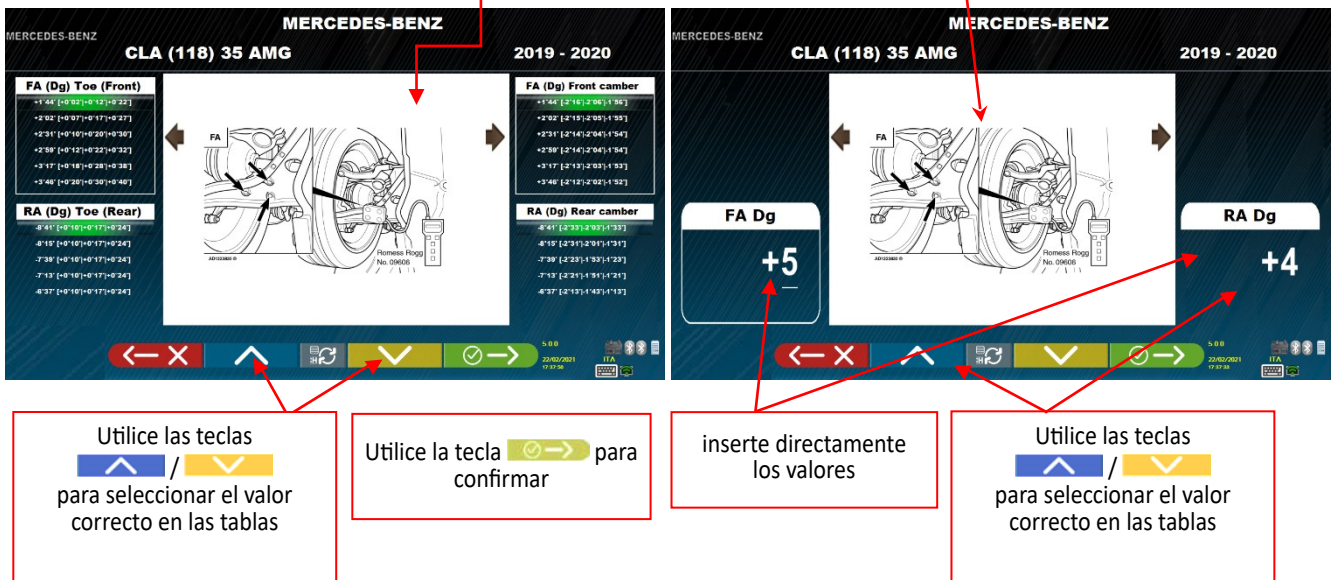 MERCEDES-BENZ
MERCEDES-BENZ
CLA (118) 35 AMG
2019 - 2020
FA (Dg) Toe (Front)
+1°44' [+0°02'|+0°12'|+0°22']
+2°02' [+0°07'|+0°17'|+0°27']
+2°31' [+0°10'|+0°20'|+0°30']
+2°59' [+0°12'|+0°22'|+0°32']
+3°17' [+0°18'|+0°28'|+0°38']
+3°46' [+0°20'|+0°30'|+0°40']
RA (Dg) Toe (Rear)
-8°41' [+0°10'|+0°17'|+0°24']
-8°15' [+0°10'|+0°17'|+0°24']
-7°39' [+0°10'|+0°17'|+0°24']
-7°13' [+0°10'|+0°17'|+0°24']
-6°37' [+0°10'|+0°17'|+0°24']
FA
Romess Rogg
No. 09606
FA (Dg) Front camber
+1°44' [-2°16'|-2°06'|-1°56']
+2°02' [-2°15'|-2°05'|-1°55']
+2°31' [-2°14'|-2°04'|-1°54']
+2°59' [-2°14'|-2°04'|-1°54']
+3°17' [-2°13'|-2°03'|-1°53']
+3°46' [-2°12'|-2°02'|-1°52']
RA (Dg) Rear camber
-8°41' [-2°33'|-2°03'|-1°33']
-8°15' [-2°31'|-2°01'|-1°31']
-7°39' [-2°23'|-1°53'|-1°23']
-7°13' [-2°21'|-1°51'|-1°21']
-6°37' [-2°13'|-1°43'|-1°13']
5 0 0
22/02/2021
17:37:50
ITA
MERCEDES-BENZ
MERCEDES-BENZ
CLA (118) 35 AMG
2019 - 2020
FA
Romess Rogg
No. 09606
FA Dg
+5
RA Dg
+4
5 0 0
22/02/2021
17:37:33
ITA
Utilice las teclas
/
para seleccionar el valor
correcto en las tablas
Utilice la tecla para
confirmar
inserte directamente
los valores
Utilice las teclas
/
para seleccionar el valor
correcto en las tablas